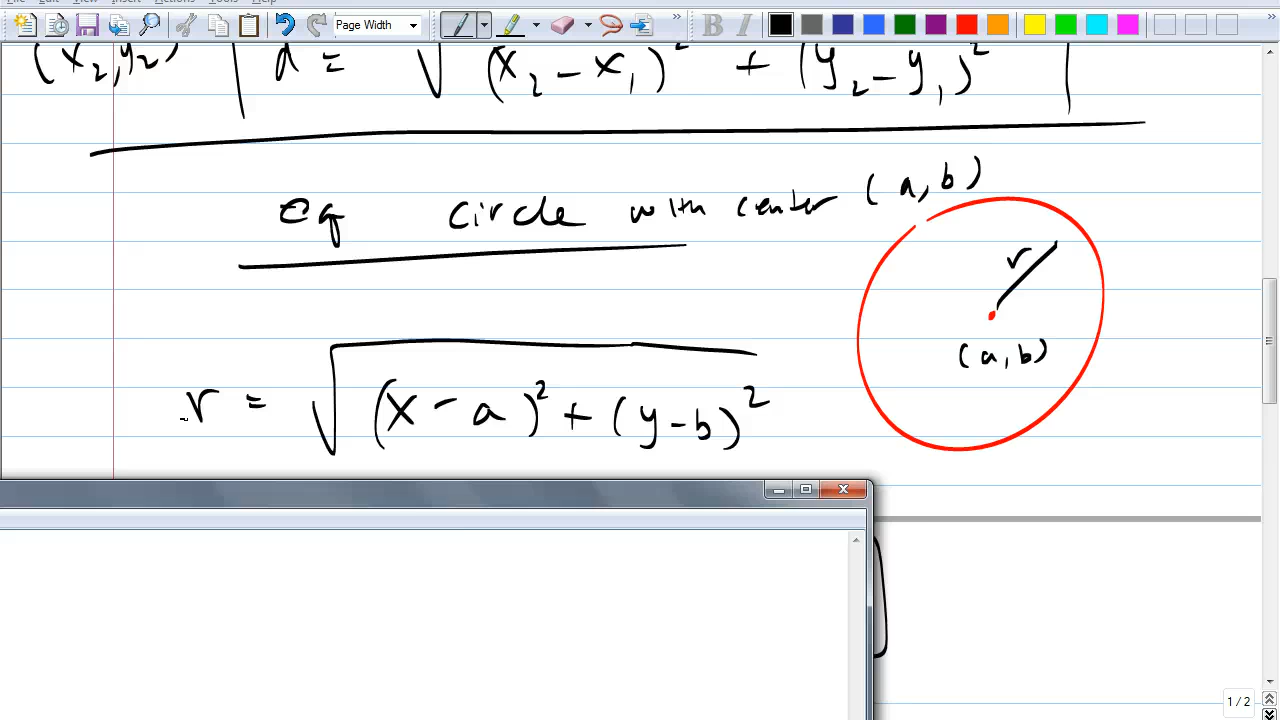 Page Width
(x₂, y₂) d = √(x₂ - x₁)² + (y₂ - y₁)²
eq circle with center (a, b)
r
(a, b)
r = √(x - a)² + (y - b)²
1 / 2